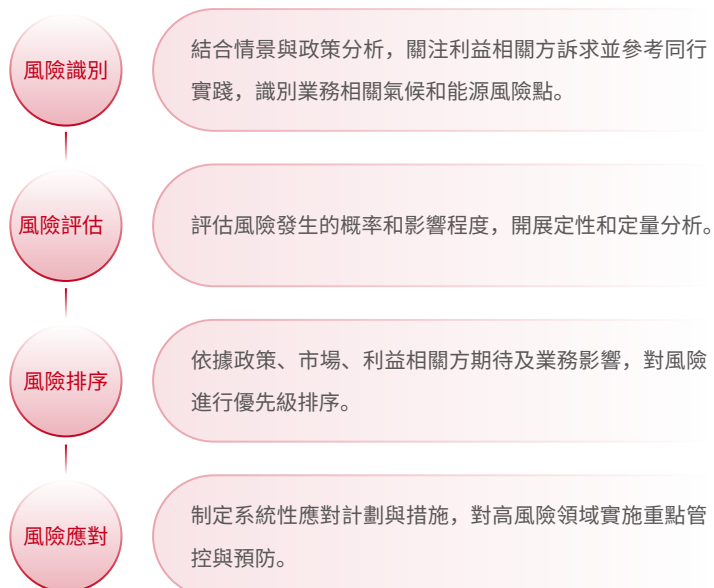 風險識別
結合情景與政策分析，關注利益相關方訴求並參考同行
實踐，識別業務相關氣候和能源風險點。
風險評估
評估風險發生的概率和影響程度，開展定性和定量分析。
風險排序
依據政策、市場、利益相關方期待及業務影響，對風險
進行優先級排序。
風險應對
制定系統性應對計劃與措施，對高風險領域實施重點管
控與預防。